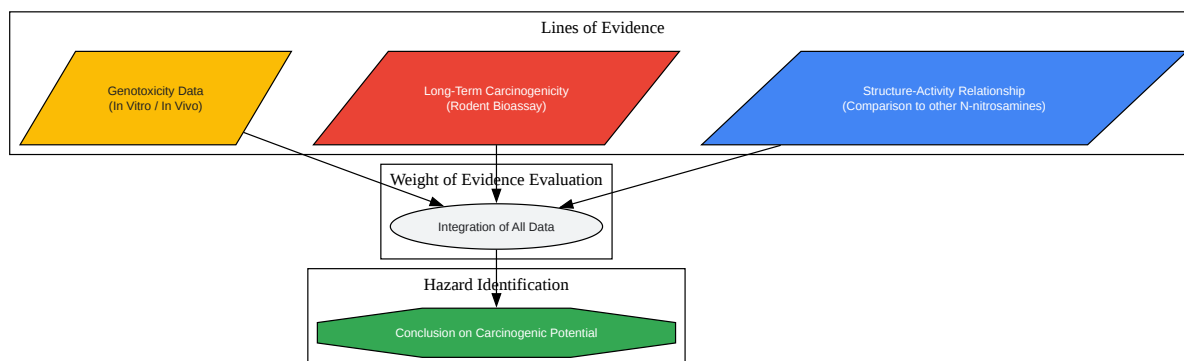 Lines of Evidence
Genotoxicity Data
(In Vitro / In Vivo)
Long-Term Carcinogenicity
(Rodent Bioassay)
Structure-Activity Relationship
(Comparison to other N-nitrosamines)
Weight of Evidence Evaluation
Integration of All Data
Hazard Identification
Conclusion on Carcinogenic Potential